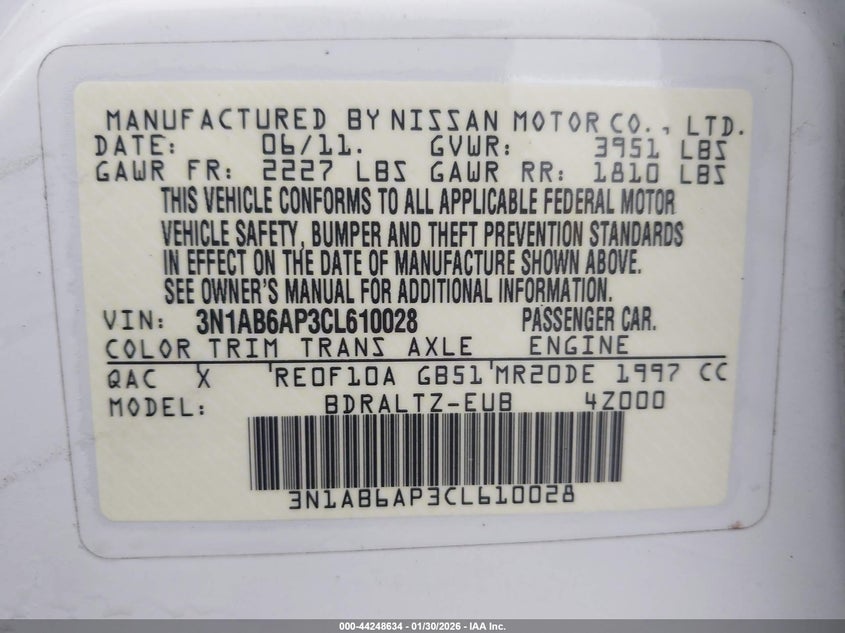 MANUFACTURED BY NISSAN MOTOR CO., LTD.
DATE: 06/11. GVWR: 3951 LBS
GAWR FR: 2227 LBS GAWR RR: 1810 LBS
THIS VEHICLE CONFORMS TO ALL APPLICABLE FEDERAL MOTOR
VEHICLE SAFETY, BUMPER AND THEFT PREVENTION STANDARDS
IN EFFECT ON THE DATE OF MANUFACTURE SHOWN ABOVE.
SEE OWNER'S MANUAL FOR ADDITIONAL INFORMATION.
VIN: 3N1AB6AP3CL610028 PASSENGER CAR.
COLOR TRIM TRANS AXLE ENGINE
QAC X RE0F10A GB51 MR20DE 1997 CC
MODEL: BDRALTZ-EUB 4Z000
3N1AB6AP3CL610028
000-44248634 - 01/30/2026 - IAA Inc.